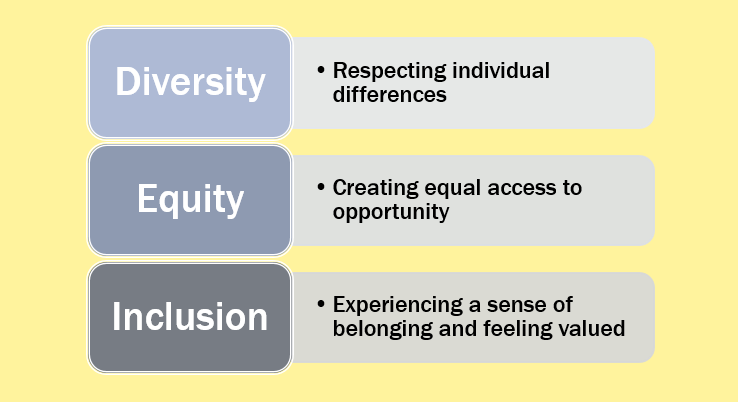 Diversity
• Respecting individual
differences
Equity
• Creating equal access to
opportunity
Inclusion
• Experiencing a sense of
belonging and feeling valued